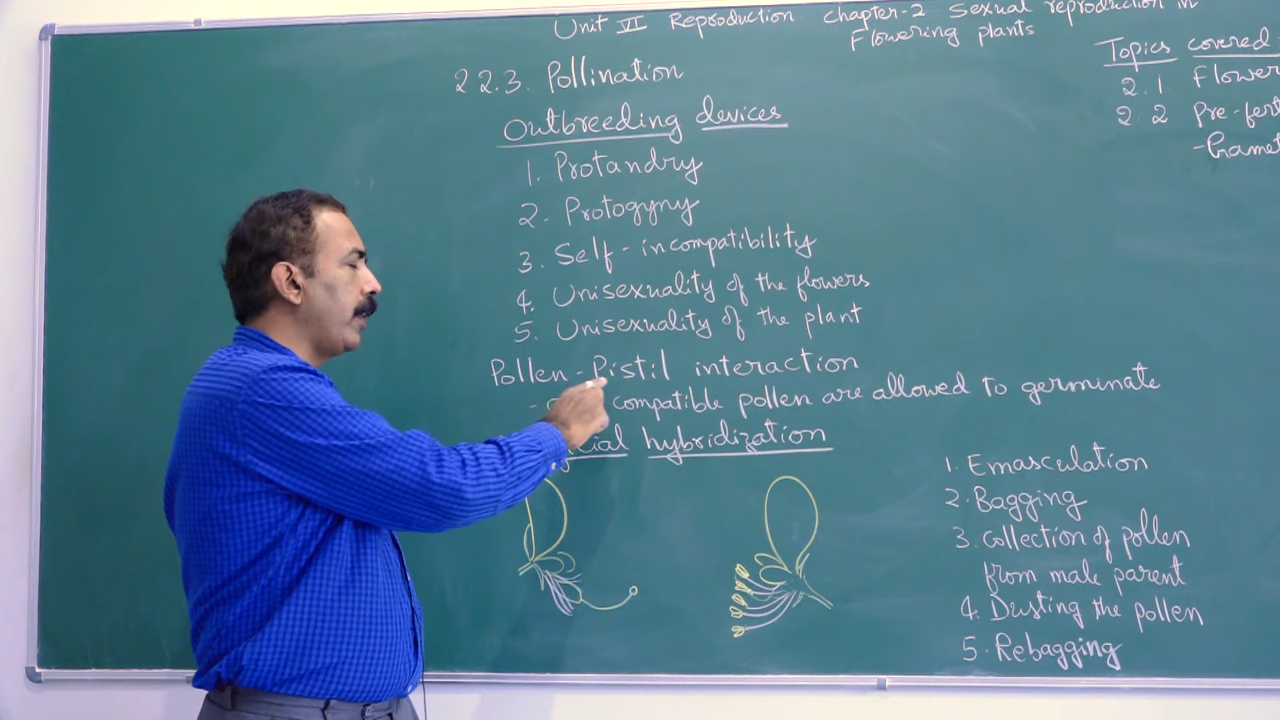 Unit VI Reproduction chapter-2 Sexual reproduction in
Flowering plants
2.2.3. Pollination
Outbreeding devices
1. Protandry
2. Protogyny
3. Self-incompatibility
4. Unisexuality of the flowers
5. Unisexuality of the plant
Pollen-Pistil interaction
- compatible pollen are allowed to germinate
hybridization
1. Emasculation
2. Bagging
3. Collection of pollen
from male parent
4. Dusting the pollen
5. Rebagging
Topics covered
2.1 Flower
2.2 Pre-fert
-Gamet